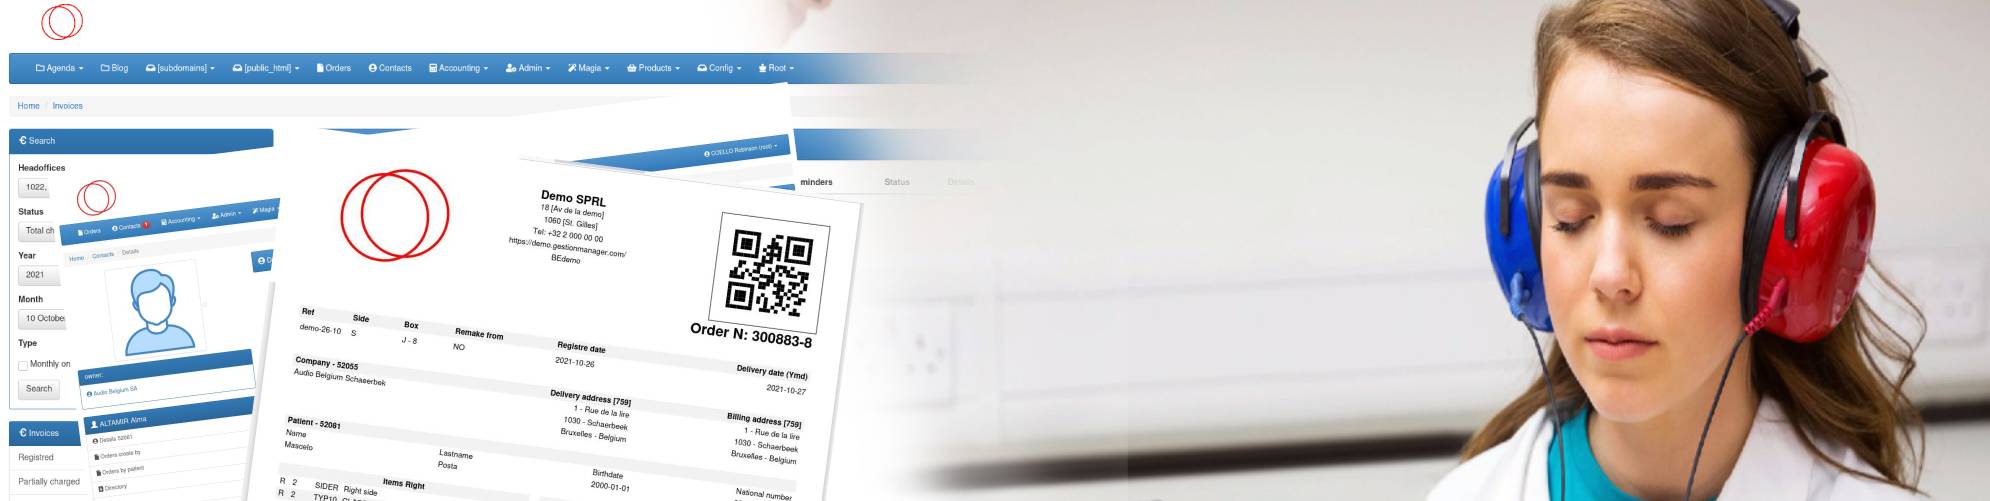 Agenda
Blog
[subdomains]
[public_html]
Orders
Contacts
Accounting
Admin
Magia
Products
Config
Root
Home / Invoices
€ Search
Headoffices
1022,
Status
Total ch
Year
2021
Month
10 Octobe
Type
Monthly on
Search
€ Invoices
Registred
Partially charged
COELLO Robinson (root)
minders
Status
Details
Orders
Contacts
Accounting
Admin
Magia
Home / Contacts / Details
owner:
Audio Belgium SA
ALTAMIR Alma
Details 52081
Orders create by
Orders by patient
Directory
Demo SPRL
18 [Av de la demo]
1060 [St. Gilles]
Tel: +32 2 000 00 00
https://demo.gestionmanager.com/
BEdemo
Order N: 300883-8
Ref Side Box Remake from Registre date Delivery date (Ymd)
demo-26-10 S J - 8 NO 2021-10-26 2021-10-27
Company - 52055
Audio Belgium Schaeerbek
Delivery address [759]
1 - Rue de la lire
1030 - Schaerbeek
Bruxelles - Belgium
Billing address [759]
1 - Rue de la lire
1030 - Schaerbeek
Bruxelles - Belgium
Patient - 52081
Name Lastname Birthdate National number
Mascelo Posta 2000-01-01
Items Right
R 2 SIDER Right side
R 2 TYP10